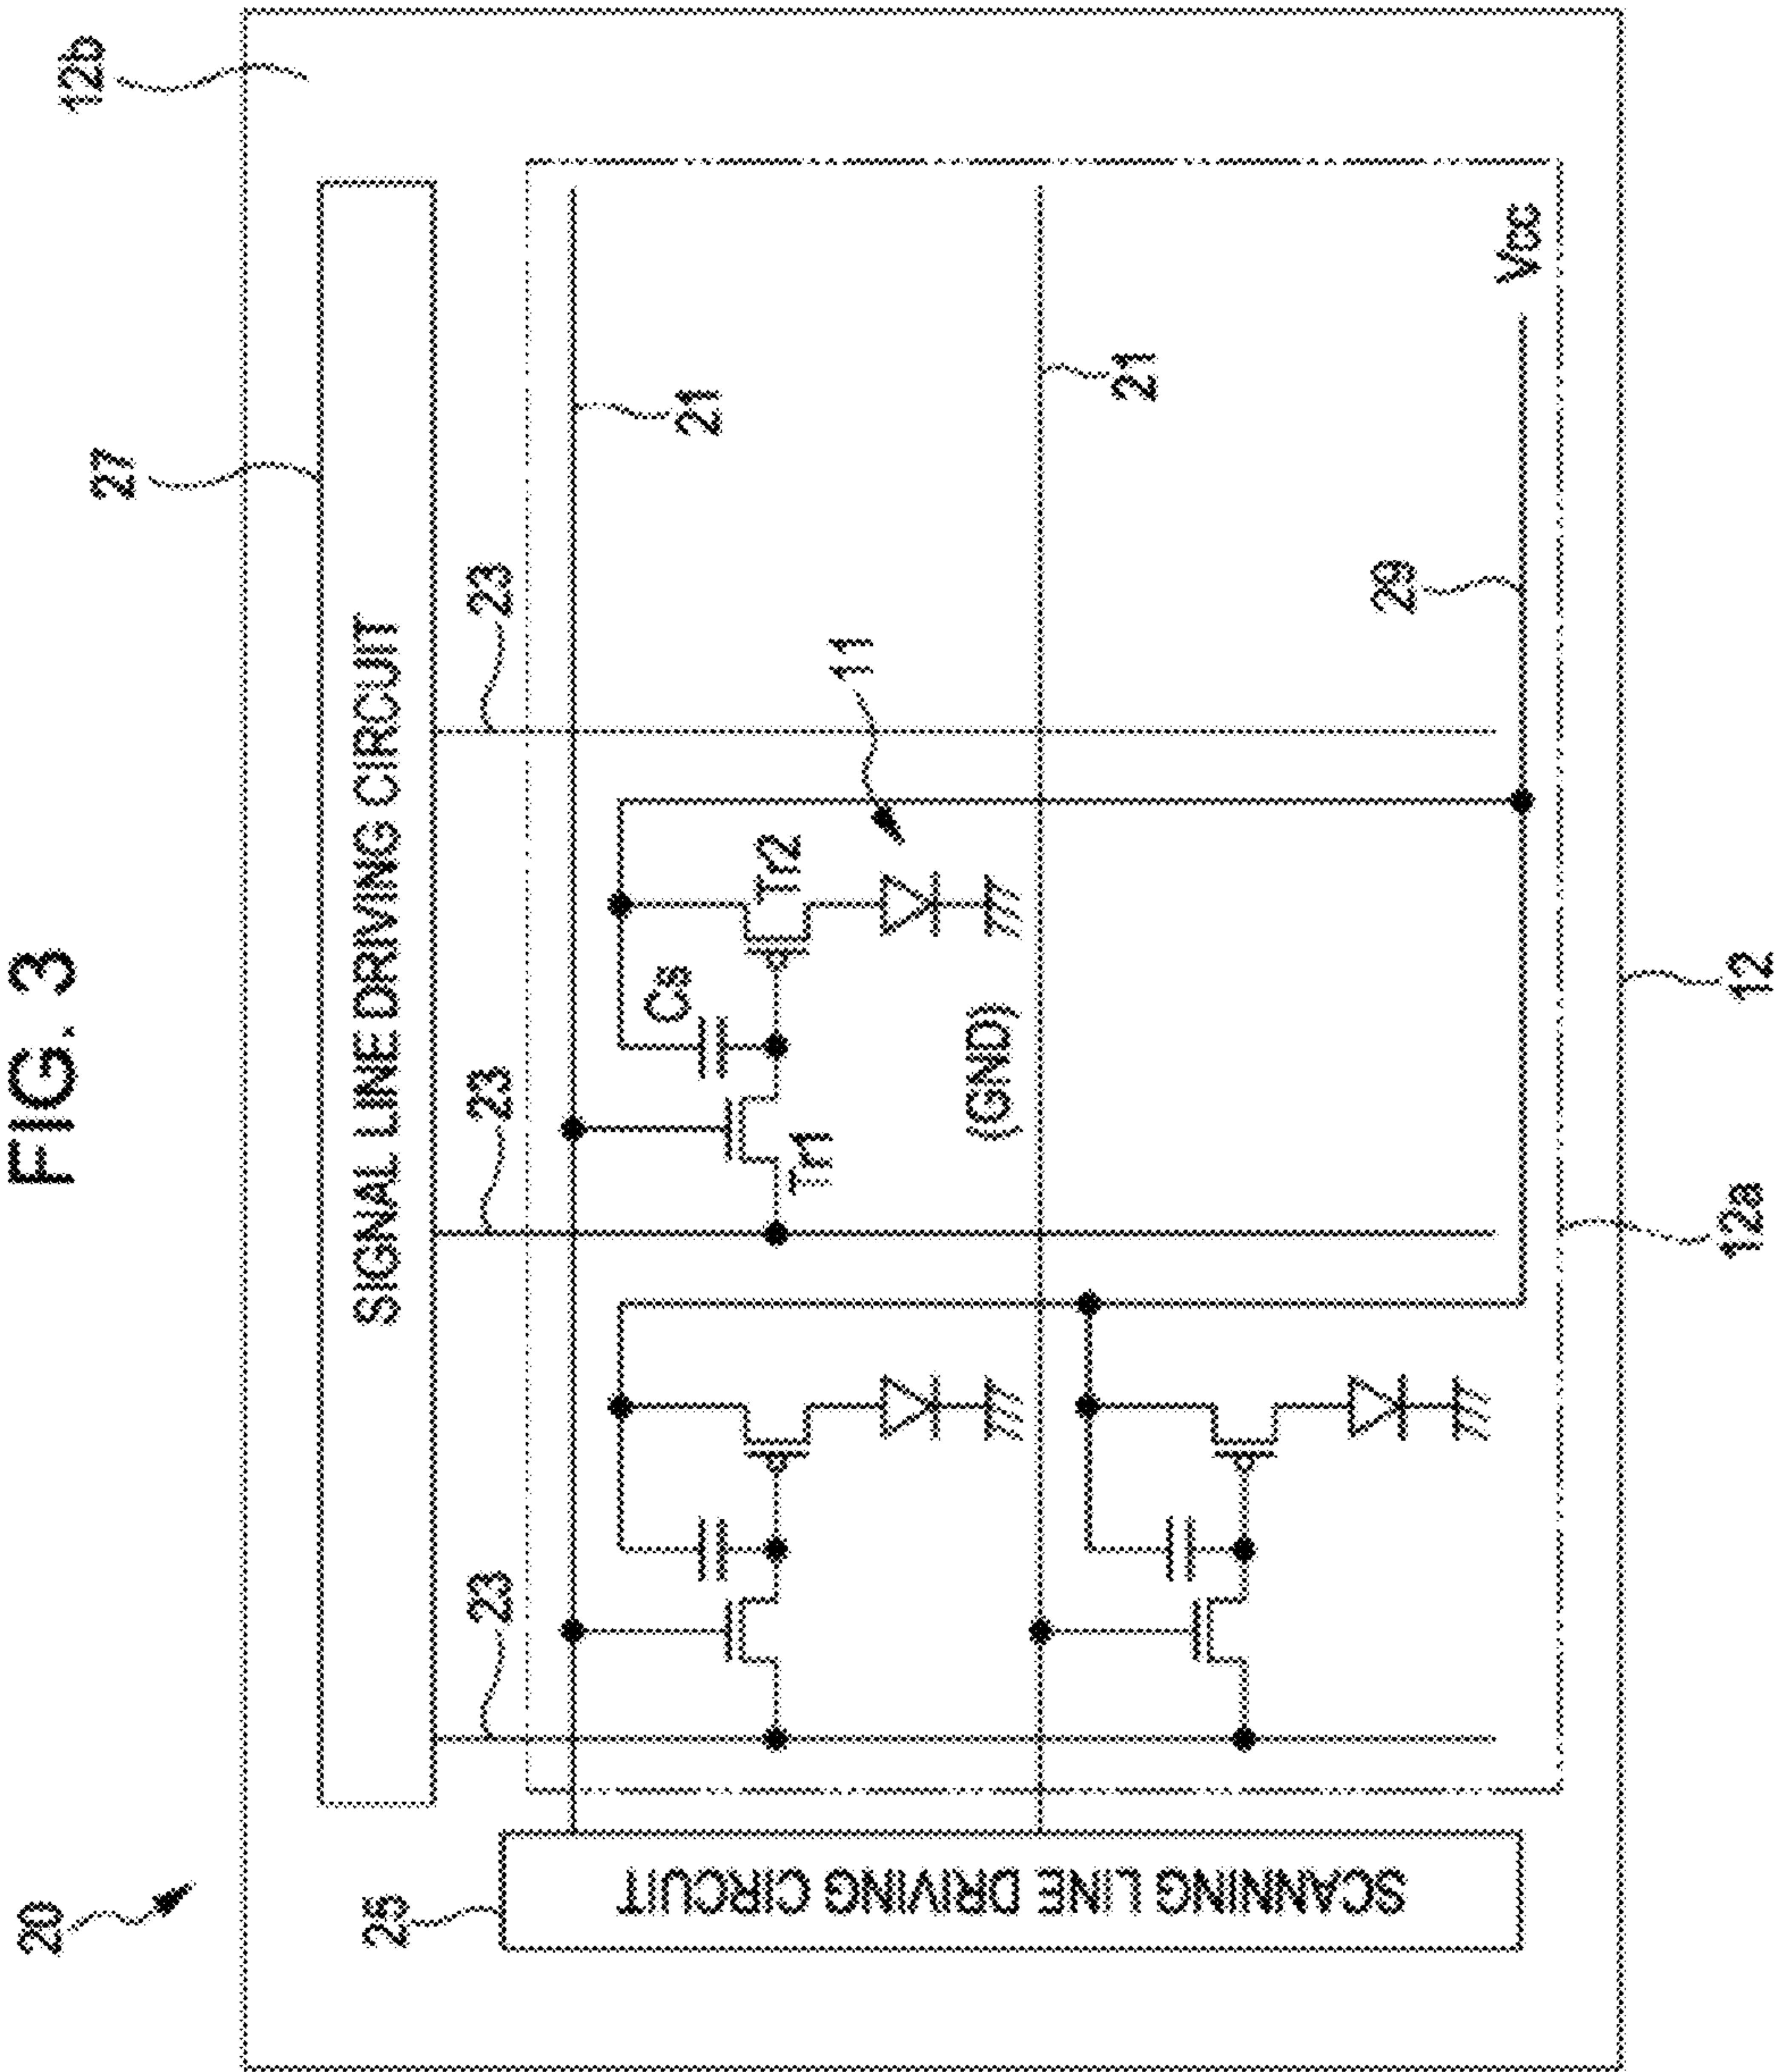 FIG. 3
20
27
12b
SIGNAL LINE DRIVING CIRCUIT
25
23
23
23
21
Cs
Tr2
Tr1
11
(GND)
21
SCANNING LINE DRIVING CIRCUIT
29
Vcc
12a
12